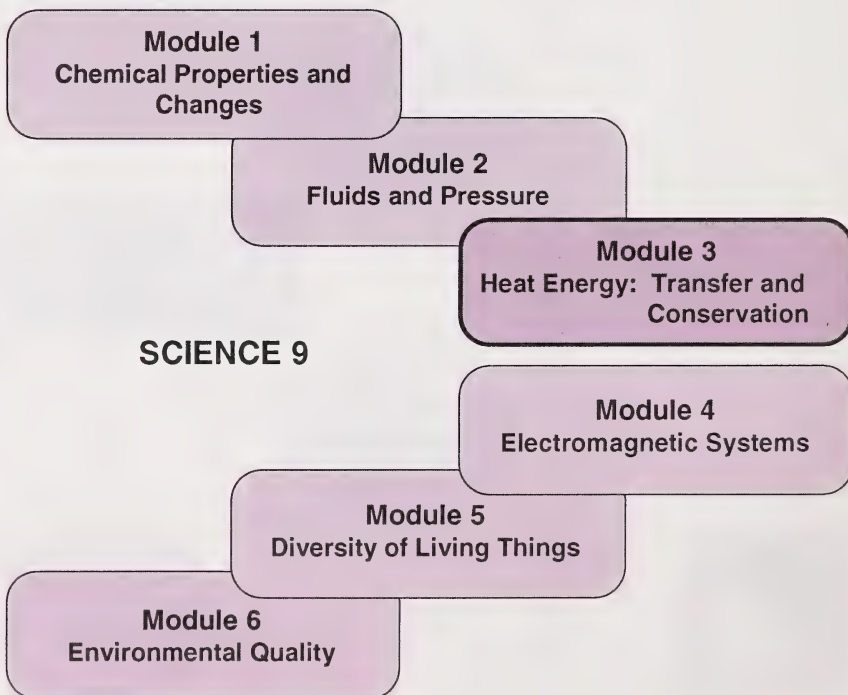 Module 1
Chemical Properties and
Changes
Module 2
Fluids and Pressure
Module 3
Heat Energy: Transfer and
Conservation
SCIENCE 9
Module 4
Electromagnetic Systems
Module 5
Diversity of Living Things
Module 6
Environmental Quality